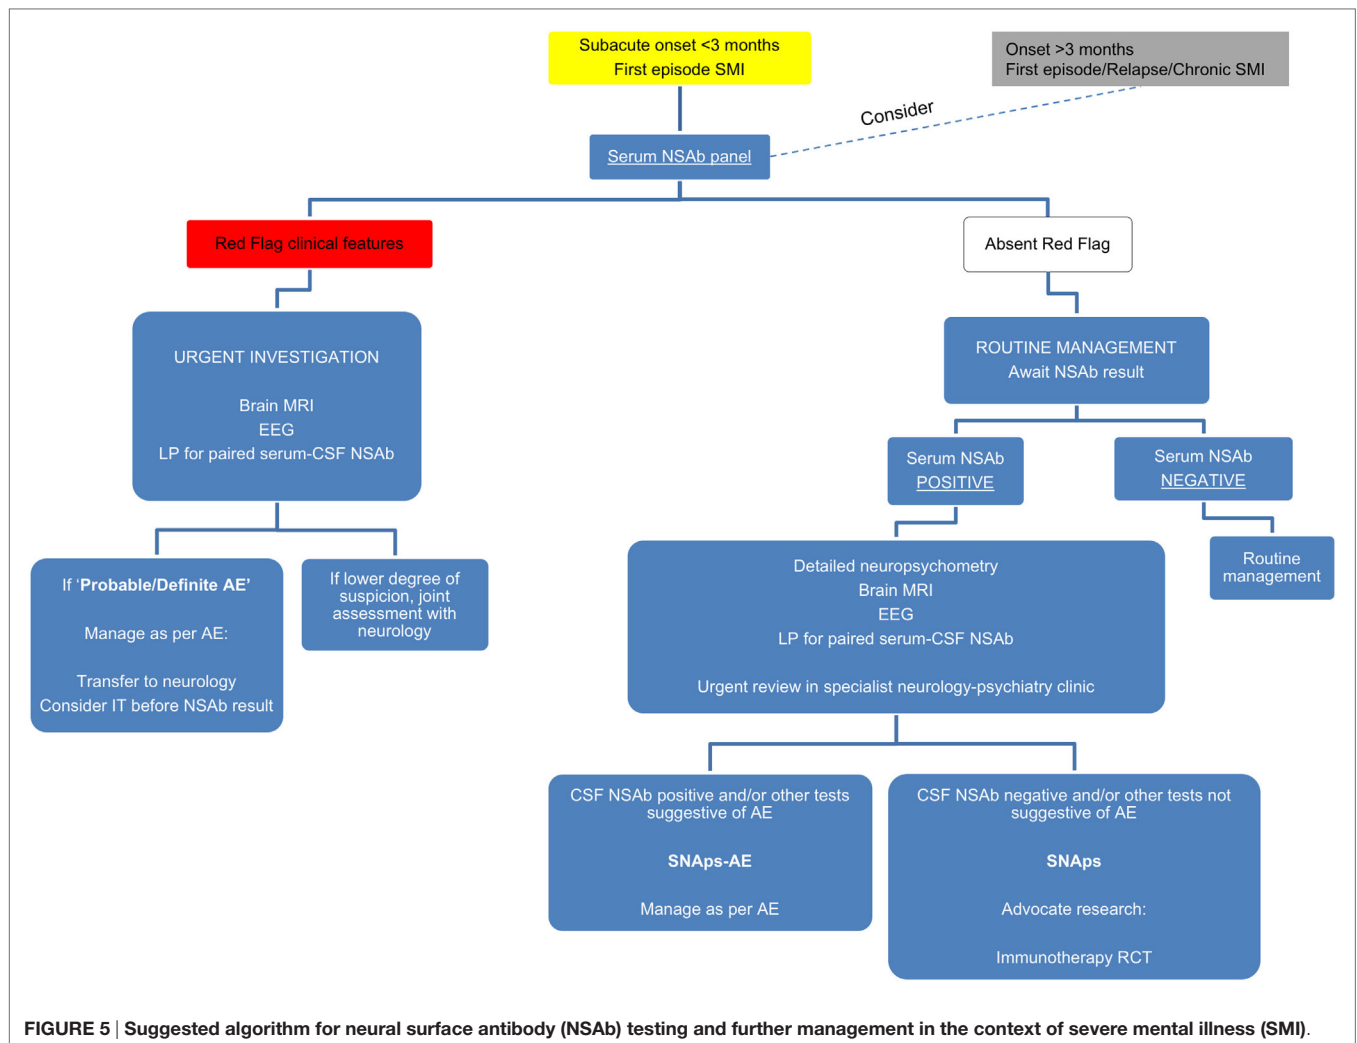 Subacute onset <3 months
First episode SMI
Onset >3 months
First episode/Relapse/Chronic SMI
Consider
Serum NSAb panel
Red Flag clinical features
Absent Red Flag
URGENT INVESTIGATION
Brain MRI
EEG
LP for paired serum-CSF NSAb
ROUTINE MANAGEMENT
Await NSAb result
Serum NSAb
POSITIVE
Serum NSAb
NEGATIVE
If ‘Probable/Definite AE’
Manage as per AE:
Transfer to neurology
Consider IT before NSAb result
If lower degree of
suspicion, joint
assessment with
neurology
Detailed neuropsychometry
Brain MRI
EEG
LP for paired serum-CSF NSAb
Urgent review in specialist neurology-psychiatry clinic
Routine
management
CSF NSAb positive and/or other tests
suggestive of AE
SNAps-AE
Manage as per AE
CSF NSAb negative and/or other tests not
suggestive of AE
SNAps
Advocate research:
Immunotherapy RCT
FIGURE 5 | Suggested algorithm for neural surface antibody (NSAb) testing and further management in the context of severe mental illness (SMI).